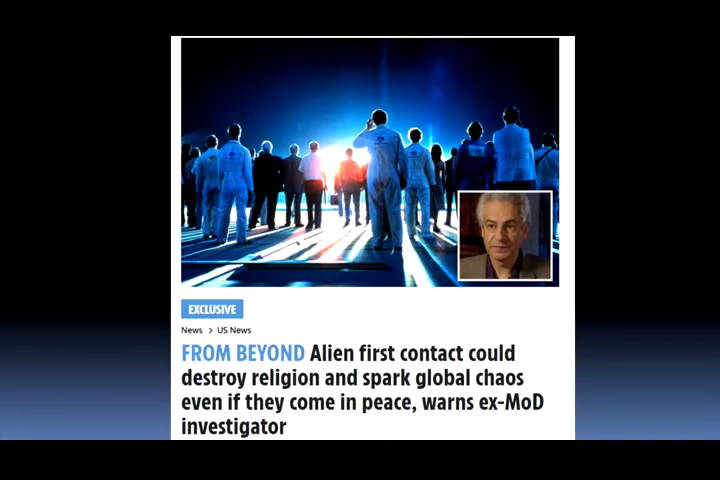 EXCLUSIVE
News > US News
FROM BEYOND Alien first contact could
destroy religion and spark global chaos
even if they come in peace, warns ex-MoD
investigator